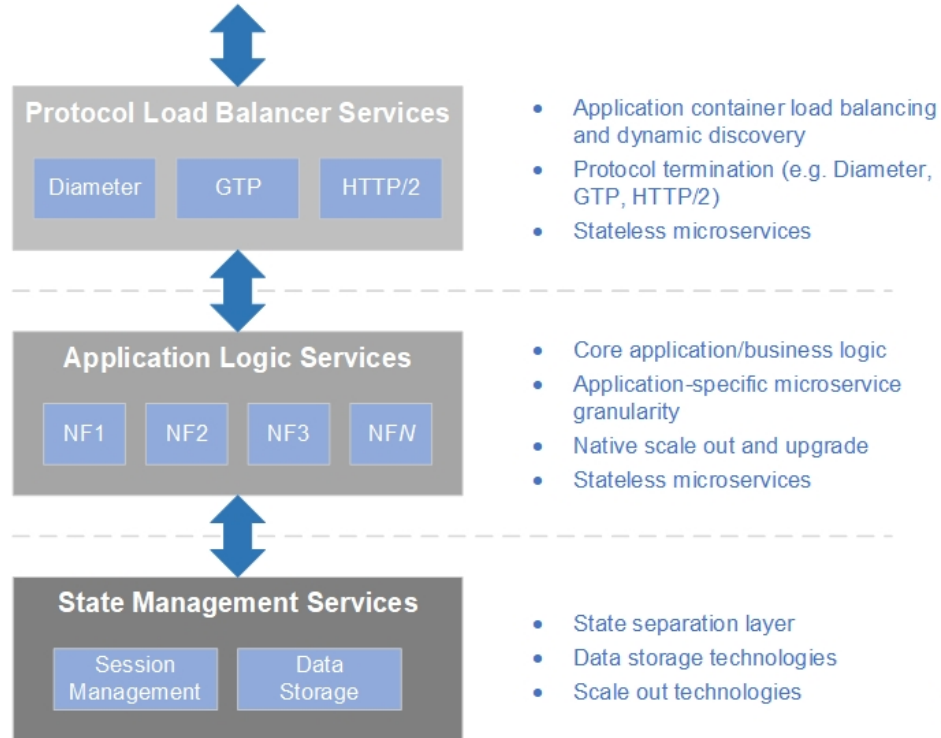 Protocol Load Balancer Services
Diameter
GTP
HTTP/2
• Application container load balancing
and dynamic discovery
• Protocol termination (e.g. Diameter,
GTP, HTTP/2)
• Stateless microservices
Application Logic Services
NF1
NF2
NF3
NFN
• Core application/business logic
• Application-specific microservice
granularity
• Native scale out and upgrade
• Stateless microservices
State Management Services
Session
Management
Data
Storage
• State separation layer
• Data storage technologies
• Scale out technologies